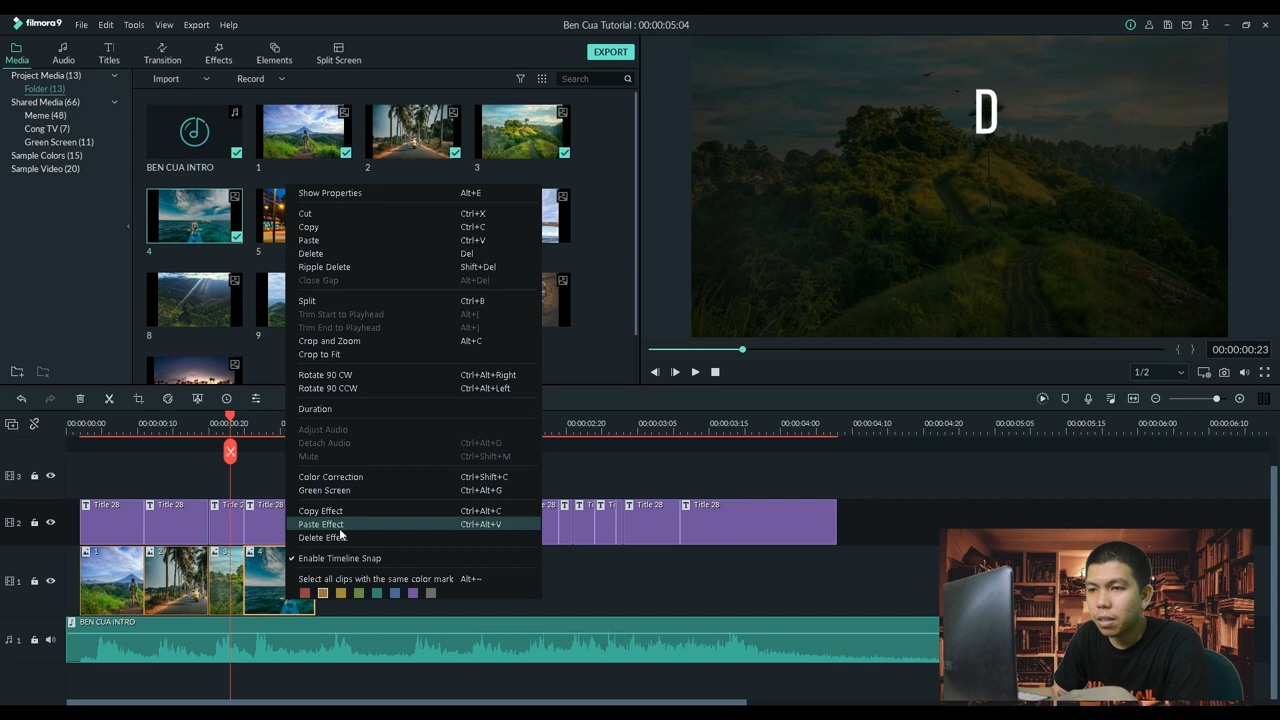 filmora9 File Edit Tools View Export Help Ben Cua Tutorial : 00:00:05:04
Media Audio Titles Transition Effects Elements Split Screen EXPORT
Project Media (13)
Folder (13)
Shared Media (66)
Meme (48)
Cong TV (7)
Green Screen (11)
Sample Colors (15)
Sample Video (20)
Import Record Search
BEN CUA INTRO 1 2 3
4 5
8 9
D
Show Properties Alt+E
Cut Ctrl+X
Copy Ctrl+C
Paste Ctrl+V
Delete Del
Ripple Delete Shift+Del
Close Gap Alt+Del
Split Ctrl+B
Trim Start to Playhead Alt+[
Trim End to Playhead Alt+]
Crop and Zoom Alt+C
Crop to Fit
Rotate 90 CW Ctrl+Alt+Right
Rotate 90 CCW Ctrl+Alt+Left
Duration
Adjust Audio
Detach Audio Ctrl+Alt+D
Mute Ctrl+Shift+M
Color Correction Ctrl+Shift+C
Green Screen Ctrl+Alt+G
Copy Effect Ctrl+Alt+C
Paste Effect Ctrl+Alt+V
Delete Effect
Enable Timeline Snap
Select all clips with the same color mark Alt+~
00:00:00:23
1/2
00:00:00:00 00:00:00:10 00:00:00:20 00:00:02:20 00:00:03:05 00:00:03:15 00:00:04:00 00:00:04:10 00:00:04:20 00:00:05:05 00:00:05:15 00:00:06:00 00:00:06:10
3
2 Title 28 Title 28 Title 28 Title 28 Title 28
1 1 2 3 4
1 BEN CUA INTRO